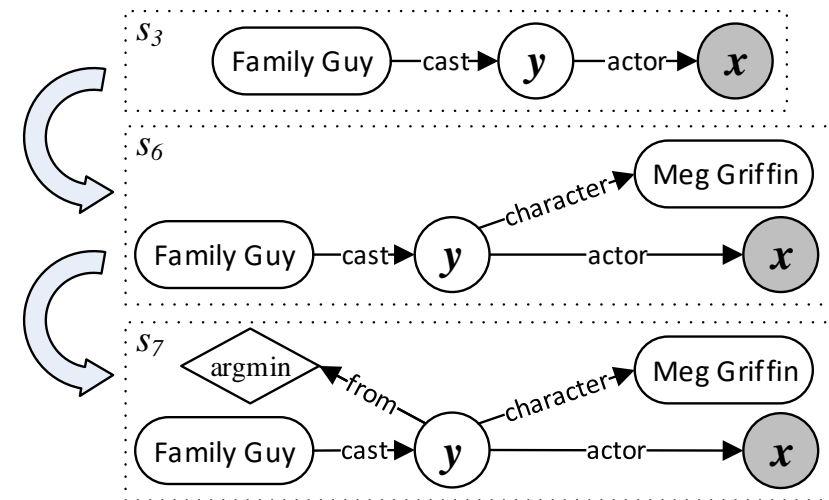 s3
Family Guy cast y actor x
s6
character Meg Griffin
Family Guy cast y actor x
s7
argmin from character Meg Griffin
Family Guy cast y actor x